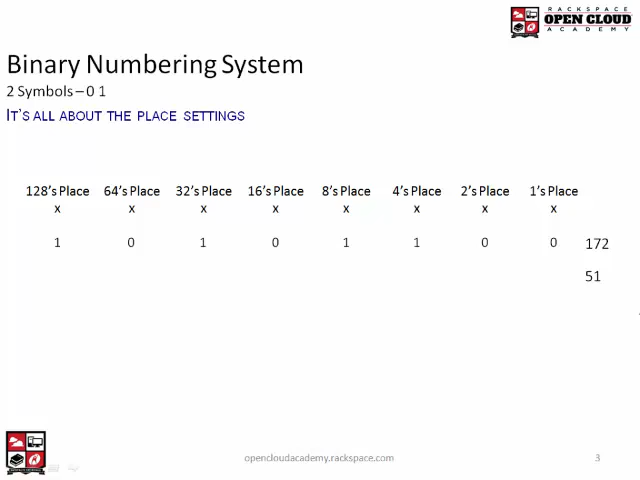 RACKSPACE
OPEN CLOUD
ACADEMY
Binary Numbering System
2 Symbols – 0 1
IT'S ALL ABOUT THE PLACE SETTINGS
128's Place 64's Place 32's Place 16's Place 8's Place 4's Place 2's Place 1's Place
x x x x x x x x
1 0 1 0 1 1 0 0 172
51
opencloudacademy.rackspace.com 3